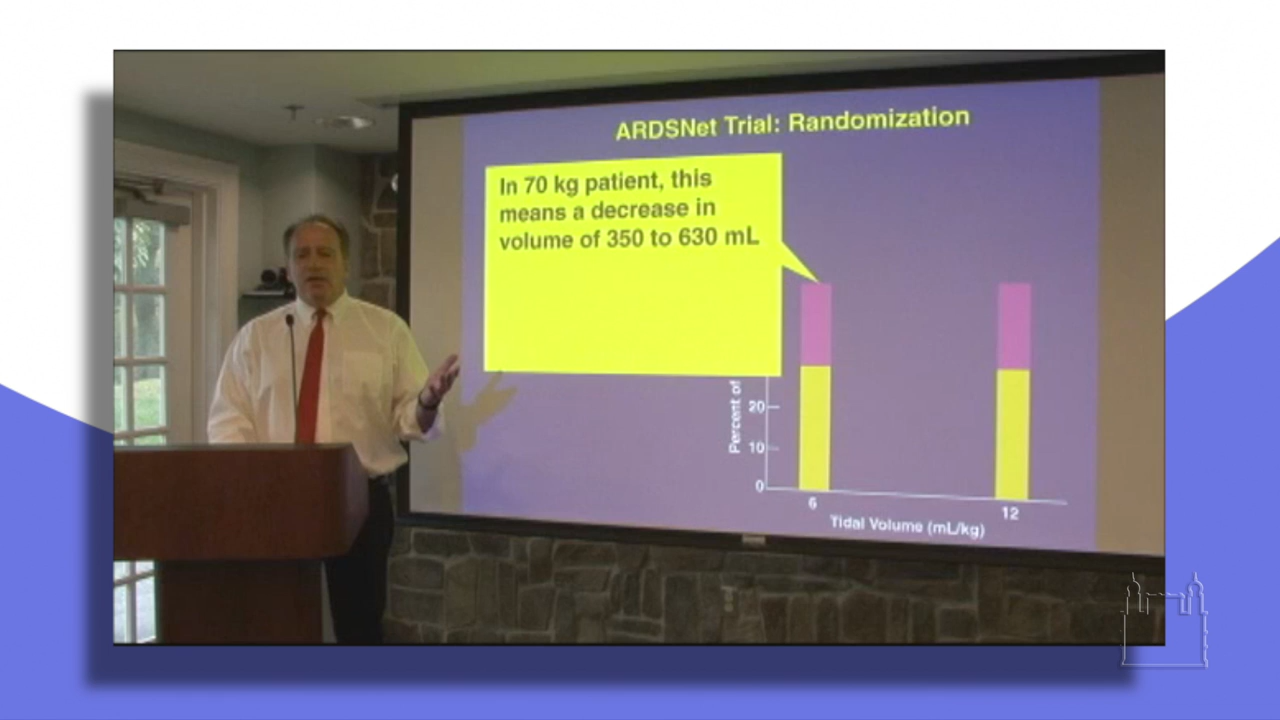 ARDSNet Trial: Randomization
In 70 kg patient, this
means a decrease in
volume of 350 to 630 mL
Percent of
20
10
0
6
12
Tidal Volume (mL/kg)